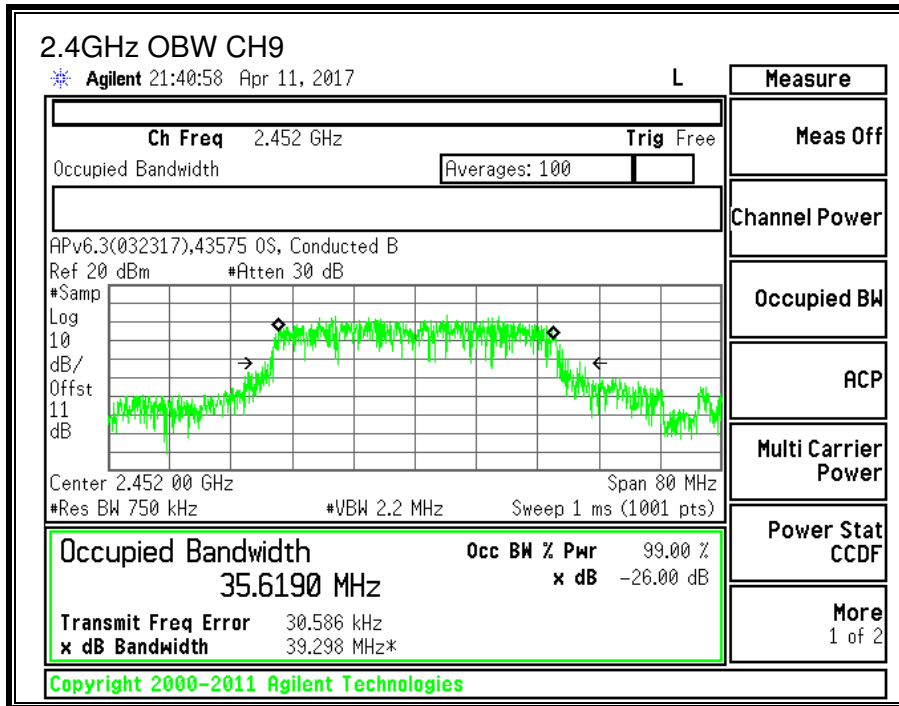 2.4GHz OBW CH9
Agilent 21:40:58 Apr 11, 2017 L
Ch Freq 2.452 GHz Trig Free
Occupied Bandwidth Averages: 100
APv6.3(032317),43575 OS, Conducted B
Ref 20 dBm #Atten 30 dB
#Samp
Log
10
dB/
Offst
11
dB
Center 2.452 00 GHz Span 80 MHz
#Res BW 750 kHz #VBW 2.2 MHz Sweep 1 ms (1001 pts)
Occupied Bandwidth Occ BW % Pwr 99.00 %
35.6190 MHz x dB -26.00 dB
Transmit Freq Error 30.586 kHz
x dB Bandwidth 39.298 MHz*
Copyright 2000-2011 Agilent Technologies
Measure
Meas Off
Channel Power
Occupied BW
ACP
Multi Carrier
Power
Power Stat
CCDF
More
1 of 2